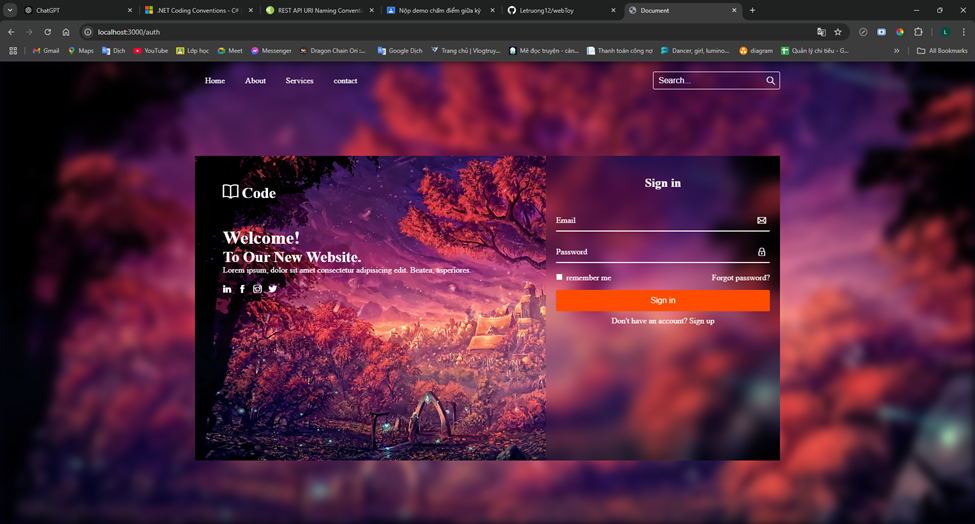 ChatGPT
.NET Coding Conventions - C#
REST API URI Naming Conventi
Nộp demo chấm điểm giữa kỳ
Letruong12/webToy
Document
localhost:3000/auth
L
Gmail
Maps
Dịch
YouTube
Lớp học
Meet
Messenger
Dragon Chain Ori :...
Google Dịch
Trang chủ | Vlogtruy...
Mê đọc truyện - cẩn...
Thanh toán công nợ
Dancer, girl, lumino...
diagram
Quản lý chi tiêu - G...
All Bookmarks
Home
About
Services
contact
Search...
Code
Welcome!
To Our New Website.
Lorem ipsum, dolor sit amet consectetur adipisicing edit. Beatea, asperiores.
Sign in
Email
Password
remember me
Forgot password?
Sign in
Don't have an account? Sign up